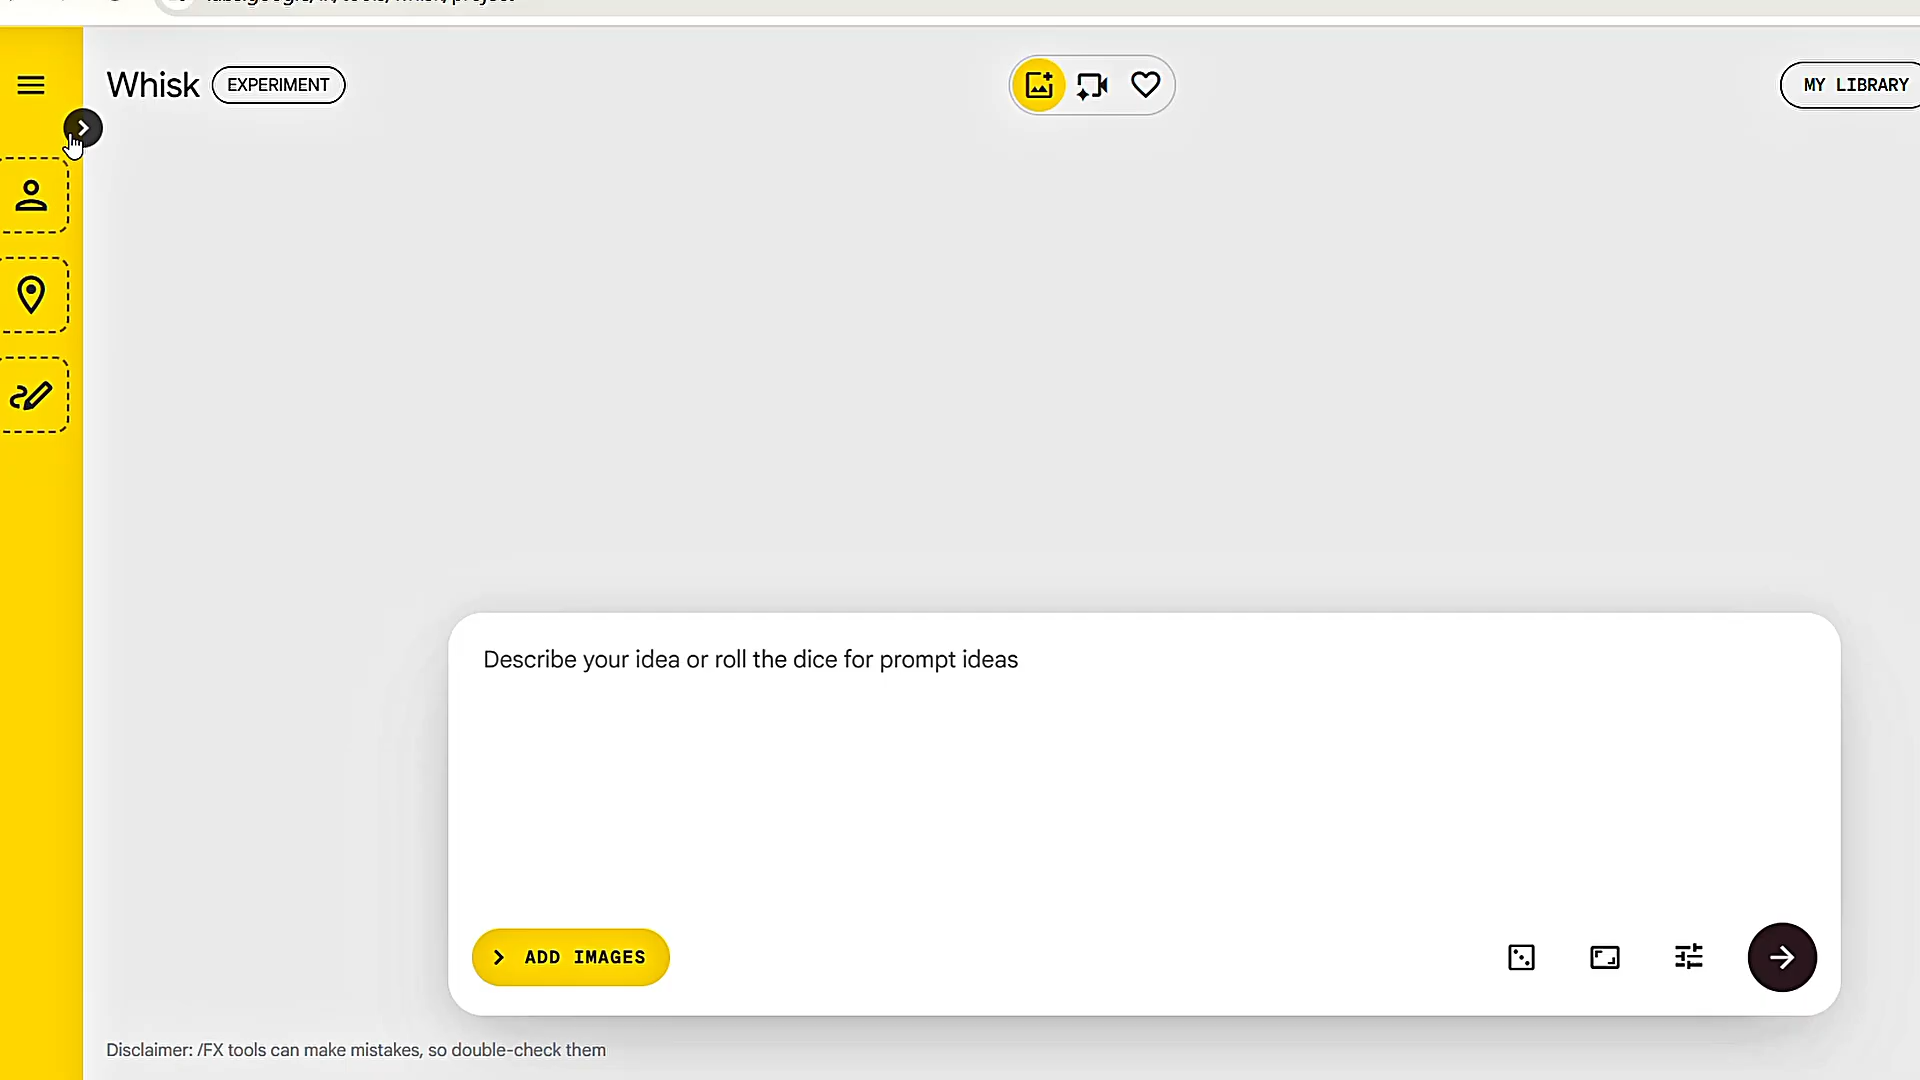 Whisk
EXPERIMENT
MY LIBRARY
Describe your idea or roll the dice for prompt ideas
ADD IMAGES
Disclaimer: /FX tools can make mistakes, so double-check them